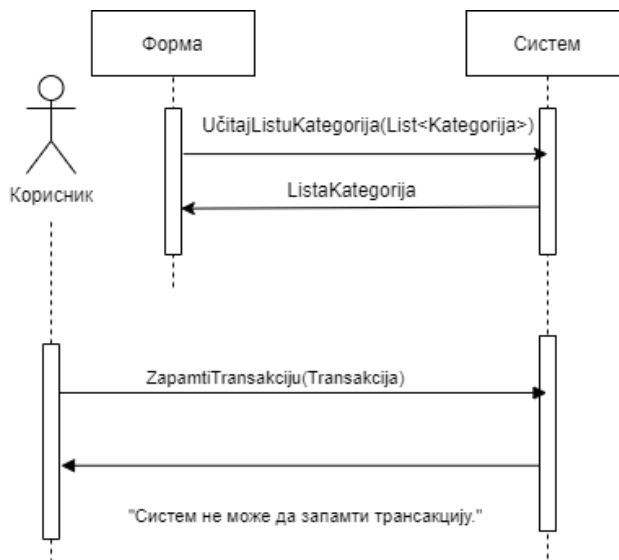 Форма
Систем
UčitajListuKategorija(List<Kategorija>)
ListaKategorija
Корисник
ZapamtiTransakciju(Transakcija)
"Систем не може да запамти трансакцију."